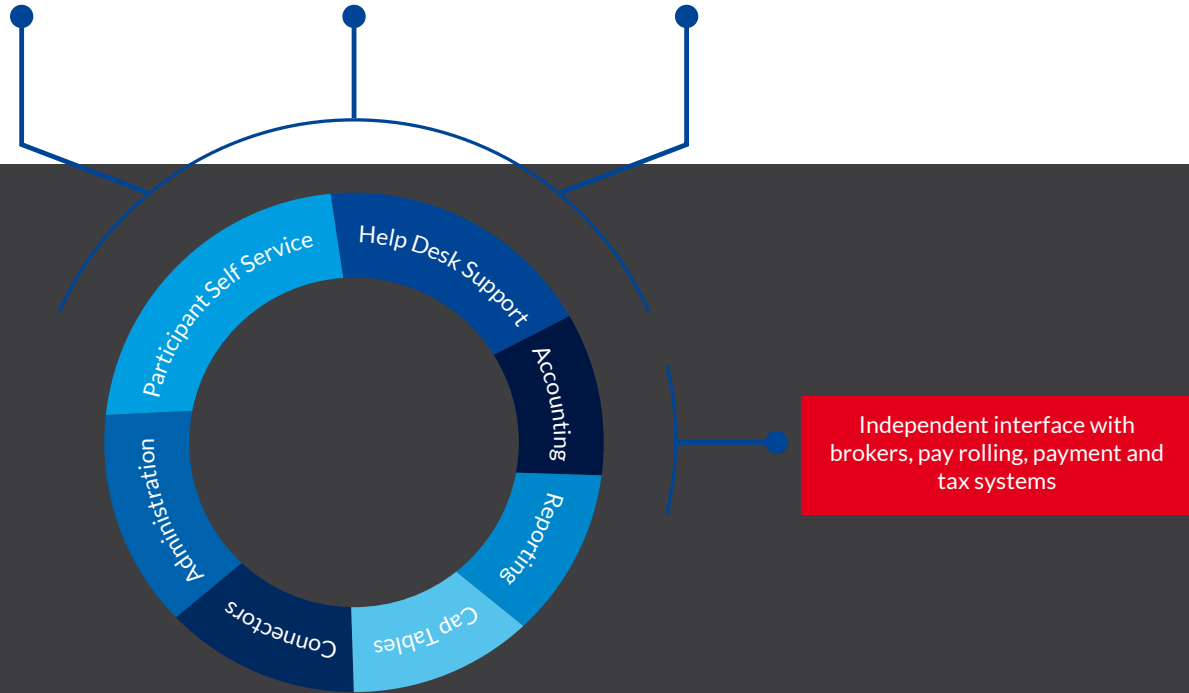 Participant Self Service
Help Desk Support
Accounting
Reporting
Cap Tables
Connectors
Administration
Independent interface with
brokers, pay rolling, payment and
tax systems